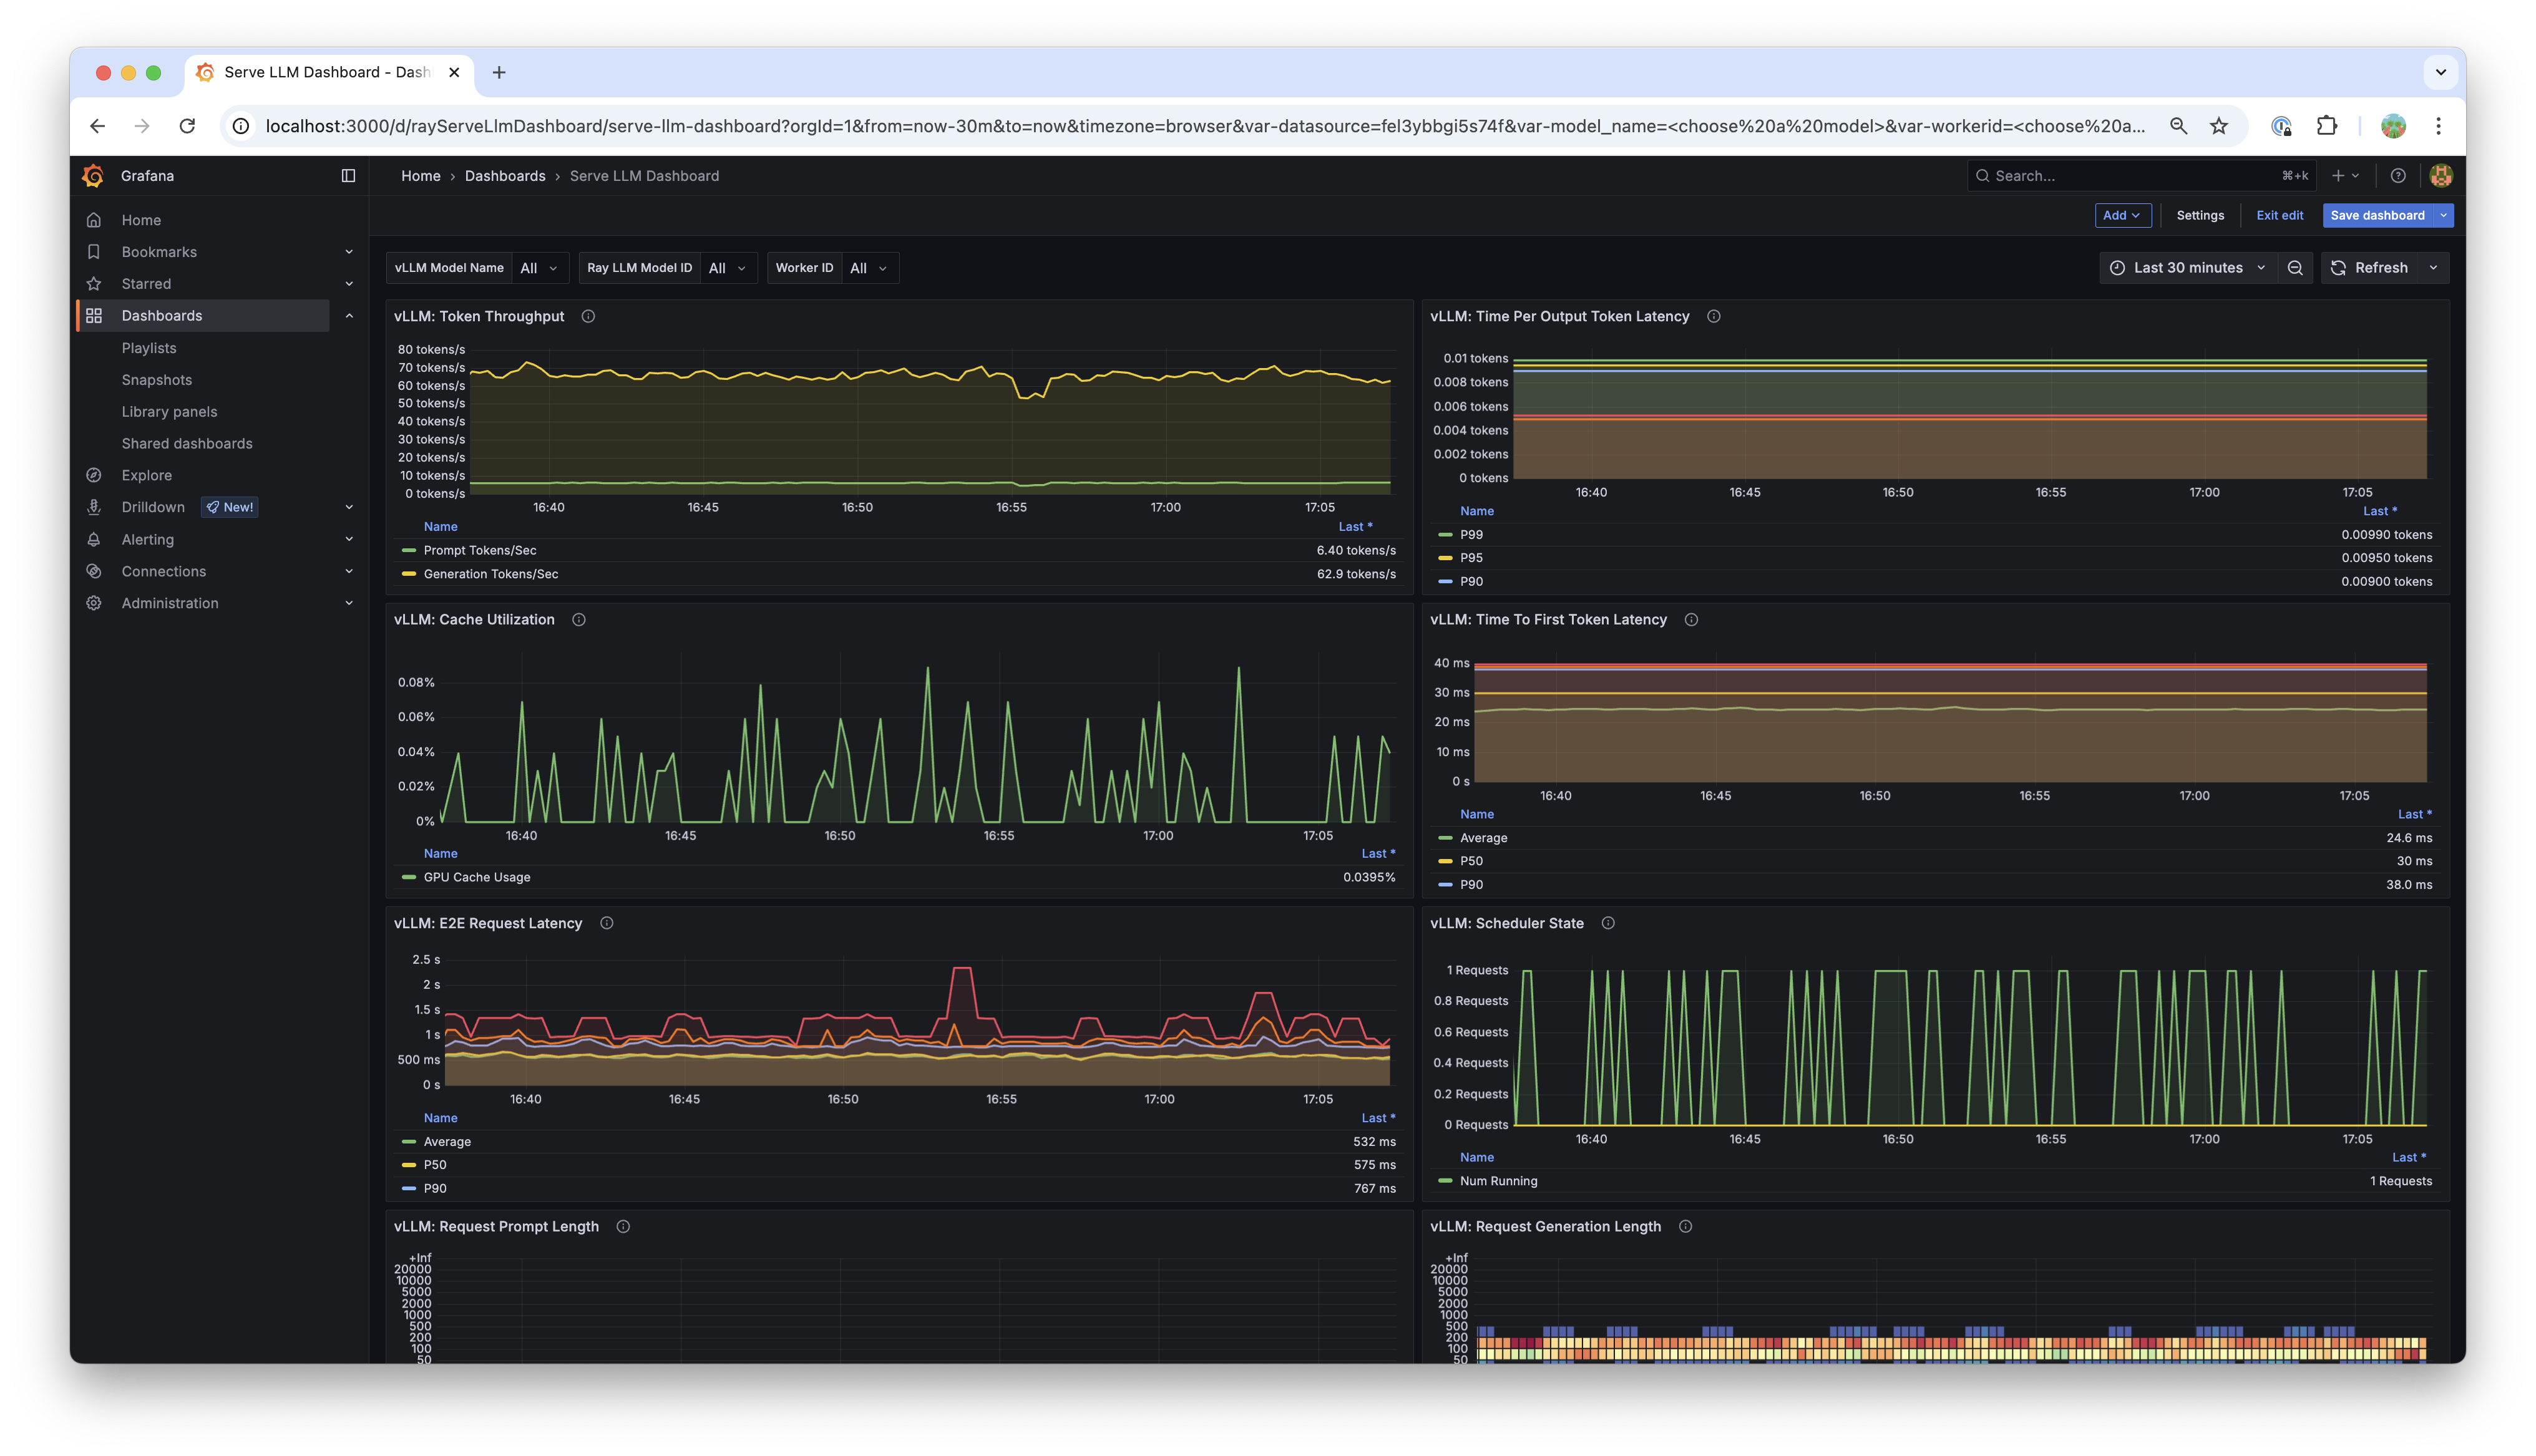 Serve LLM Dashboard - Dash
localhost:3000/d/rayServeLlmDashboard/serve-llm-dashboard?orgId=1&from=now-30m&to=now&timezone=browser&var-datasource=fel3ybbgi5s74f&var-model_name=<choose%20a%20model>&var-workerid=<choose%20a...
Grafana
Home › Dashboards › Serve LLM Dashboard
Search...
⌘+k
Add
Settings
Exit edit
Save dashboard
Home
Bookmarks
Starred
Dashboards
Playlists
Snapshots
Library panels
Shared dashboards
Explore
Drilldown
New!
Alerting
Connections
Administration
vLLM Model Name All
Ray LLM Model ID All
Worker ID All
Last 30 minutes
Refresh
vLLM: Token Throughput
80 tokens/s
70 tokens/s
60 tokens/s
50 tokens/s
40 tokens/s
30 tokens/s
20 tokens/s
10 tokens/s
0 tokens/s
16:40 16:45 16:50 16:55 17:00 17:05
Name Last *
Prompt Tokens/Sec 6.40 tokens/s
Generation Tokens/Sec 62.9 tokens/s
vLLM: Time Per Output Token Latency
0.01 tokens
0.008 tokens
0.006 tokens
0.004 tokens
0.002 tokens
0 tokens
16:40 16:45 16:50 16:55 17:00 17:05
Name Last *
P99 0.00990 tokens
P95 0.00950 tokens
P90 0.00900 tokens
vLLM: Cache Utilization
0.08%
0.06%
0.04%
0.02%
0%
16:40 16:45 16:50 16:55 17:00 17:05
Name Last *
GPU Cache Usage 0.0395%
vLLM: Time To First Token Latency
40 ms
30 ms
20 ms
10 ms
0 s
16:40 16:45 16:50 16:55 17:00 17:05
Name Last *
Average 24.6 ms
P50 30 ms
P90 38.0 ms
vLLM: E2E Request Latency
2.5 s
2 s
1.5 s
1 s
500 ms
0 s
16:40 16:45 16:50 16:55 17:00 17:05
Name Last *
Average 532 ms
P50 575 ms
P90 767 ms
vLLM: Scheduler State
1 Requests
0.8 Requests
0.6 Requests
0.4 Requests
0.2 Requests
0 Requests
16:40 16:45 16:50 16:55 17:00 17:05
Name Last *
Num Running 1 Requests
vLLM: Request Prompt Length
+Inf
20000
10000
5000
2000
1000
500
200
100
50
vLLM: Request Generation Length
+Inf
20000
10000
5000
2000
1000
500
200
100
50